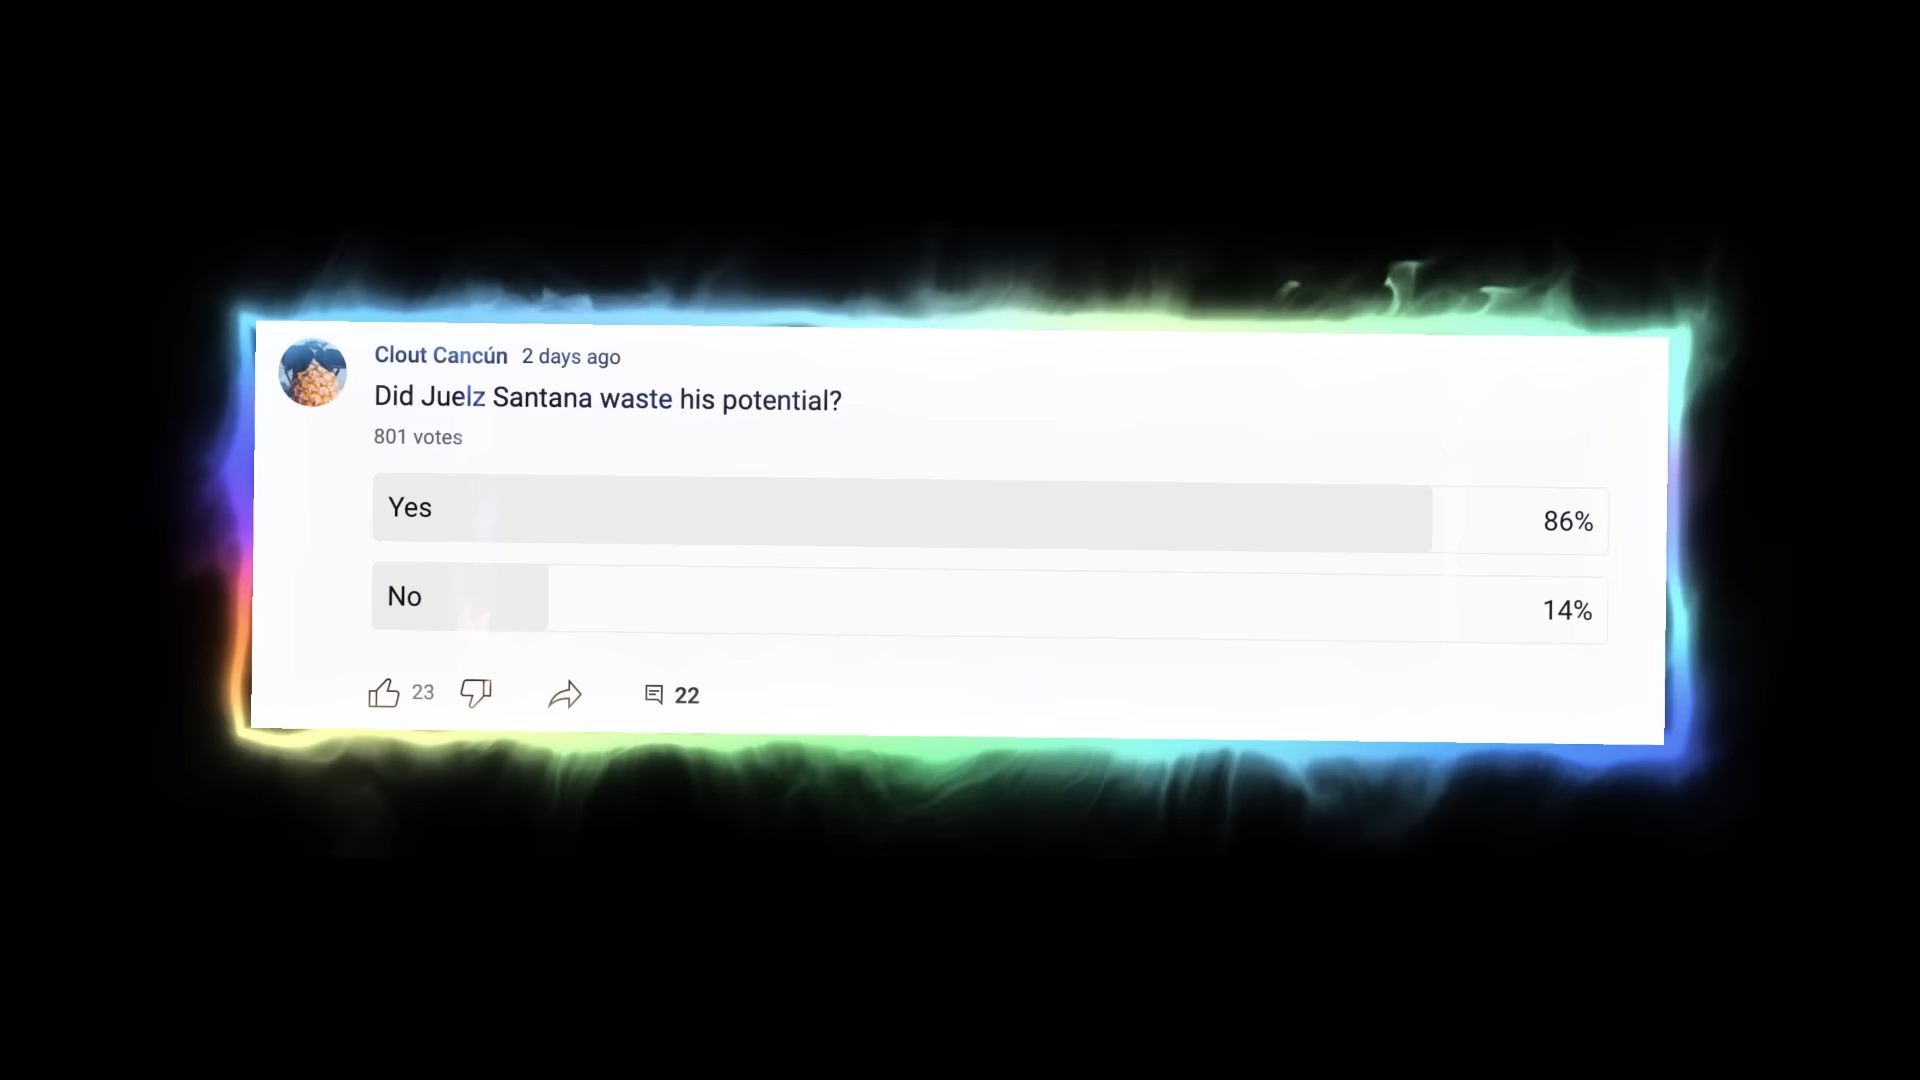 Clout Cancún 2 days ago
Did Juelz Santana waste his potential?
801 votes
Yes 86%
No 14%
23 22